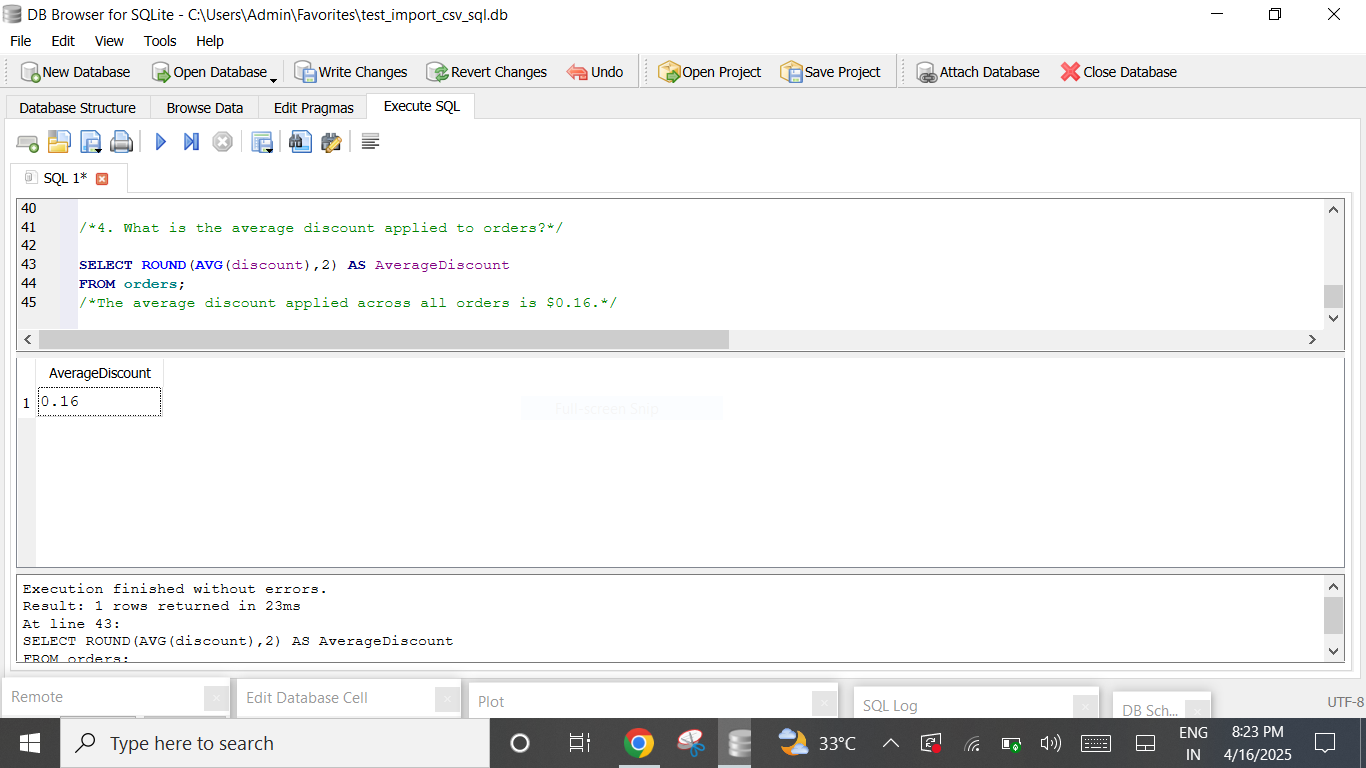 DB Browser for SQLite - C:\Users\Admin\Favorites\test_import_csv_sql.db
File Edit View Tools Help
New Database Open Database Write Changes Revert Changes Undo Open Project Save Project Attach Database Close Database
Database Structure Browse Data Edit Pragmas Execute SQL
SQL 1*
40
41 /*4. What is the average discount applied to orders?*/
42
43 SELECT ROUND(AVG(discount),2) AS AverageDiscount
44 FROM orders;
45 /*The average discount applied across all orders is $0.16.*/
AverageDiscount
1 0.16
Full-screen Snip
Execution finished without errors.
Result: 1 rows returned in 23ms
At line 43:
SELECT ROUND(AVG(discount),2) AS AverageDiscount
FROM orders;
Remote Edit Database Cell Plot SQL Log DB Sch... UTF-8
Type here to search 33°C ENG 8:23 PM
IN 4/16/2025